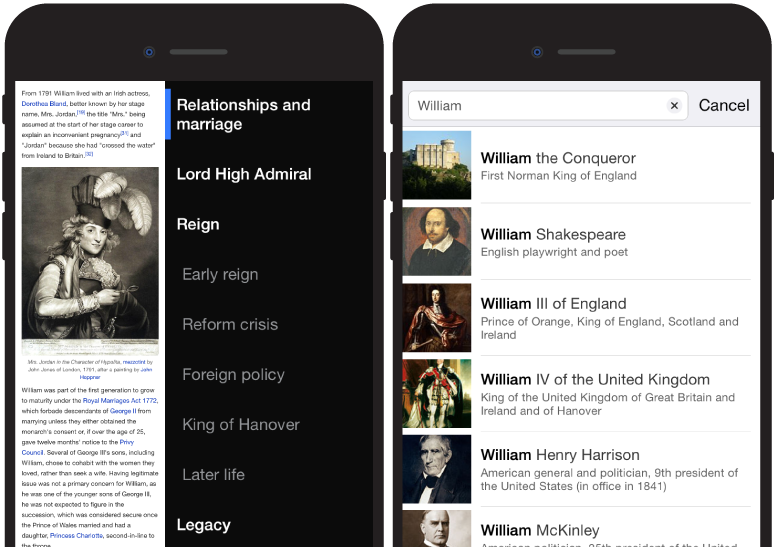 From 1791 William lived with an Irish actress,
Dorothea Bland, better known by her stage
name, Mrs. Jordan,[19] the title "Mrs." being
assumed at the start of her stage career to
explain an inconvenient pregnancy[31] and
"Jordan" because she had "crossed the water"
from Ireland to Britain.[32]
Mrs. Jordan in the Character of Hypolita, mezzotint by
John Jones of London, 1791, after a painting by John
Hoppner
William was part of the first generation to grow
to maturity under the Royal Marriages Act 1772,
which forbade descendants of George II from
marrying unless they either obtained the
monarch's consent or, if over the age of 25,
gave twelve months' notice to the Privy
Council. Several of George III's sons, including
William, chose to cohabit with the women they
loved, rather than seek a wife. Having legitimate
issue was not a primary concern for William, as
he was one of the younger sons of George III,
he was not expected to figure in the
succession, which was considered secure once
the Prince of Wales married and had a
daughter, Princess Charlotte, second-in-line to
the throne.
Relationships and
marriage
Lord High Admiral
Reign
Early reign
Reform crisis
Foreign policy
King of Hanover
Later life
Legacy
William
Cancel
William the Conqueror
First Norman King of England
William Shakespeare
English playwright and poet
William III of England
Prince of Orange, King of England, Scotland and
Ireland
William IV of the United Kingdom
King of the United Kingdom of Great Britain and
Ireland and of Hanover
William Henry Harrison
American general and politician, 9th president of
the United States (in office in 1841)
William McKinley
American politician, 25th president of the United